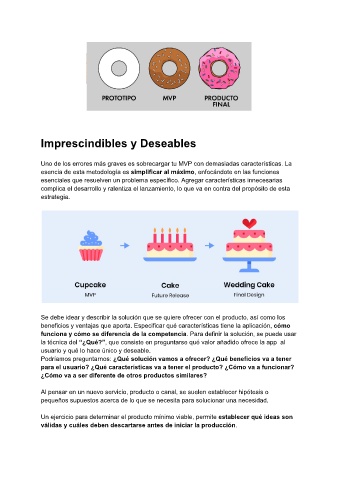 PROTOTIPO MVP PRODUCTO
FINAL
Imprescindibles y Deseables
Uno de los errores más graves es sobrecargar tu MVP con demasiadas características. La
esencia de esta metodología es simplificar al máximo, enfocándote en las funciones
esenciales que resuelven un problema específico. Agregar características innecesarias
complica el desarrollo y ralentiza el lanzamiento, lo que va en contra del propósito de esta
estrategia.
Cupcake Cake Wedding Cake
MVP Future Release Final Design
Se debe idear y describir la solución que se quiere ofrecer con el producto, así como los
beneficios y ventajas que aporta. Especificar qué características tiene la aplicación, cómo
funciona y cómo se diferencia de la competencia. Para definir la solución, se puede usar
la técnica del “¿Qué?”, que consiste en preguntarse qué valor añadido ofrece la app al
usuario y qué lo hace único y deseable.
Podríamos preguntarnos: ¿Qué solución vamos a ofrecer? ¿Qué beneficios va a tener
para el usuario? ¿Qué características va a tener el producto? ¿Cómo va a funcionar?
¿Cómo va a ser diferente de otros productos similares?
Al pensar en un nuevo servicio, producto o canal, se suelen establecer hipótesis o
pequeños supuestos acerca de lo que se necesita para solucionar una necesidad.
Un ejercicio para determinar el producto mínimo viable, permite establecer qué ideas son
válidas y cuáles deben descartarse antes de iniciar la producción.